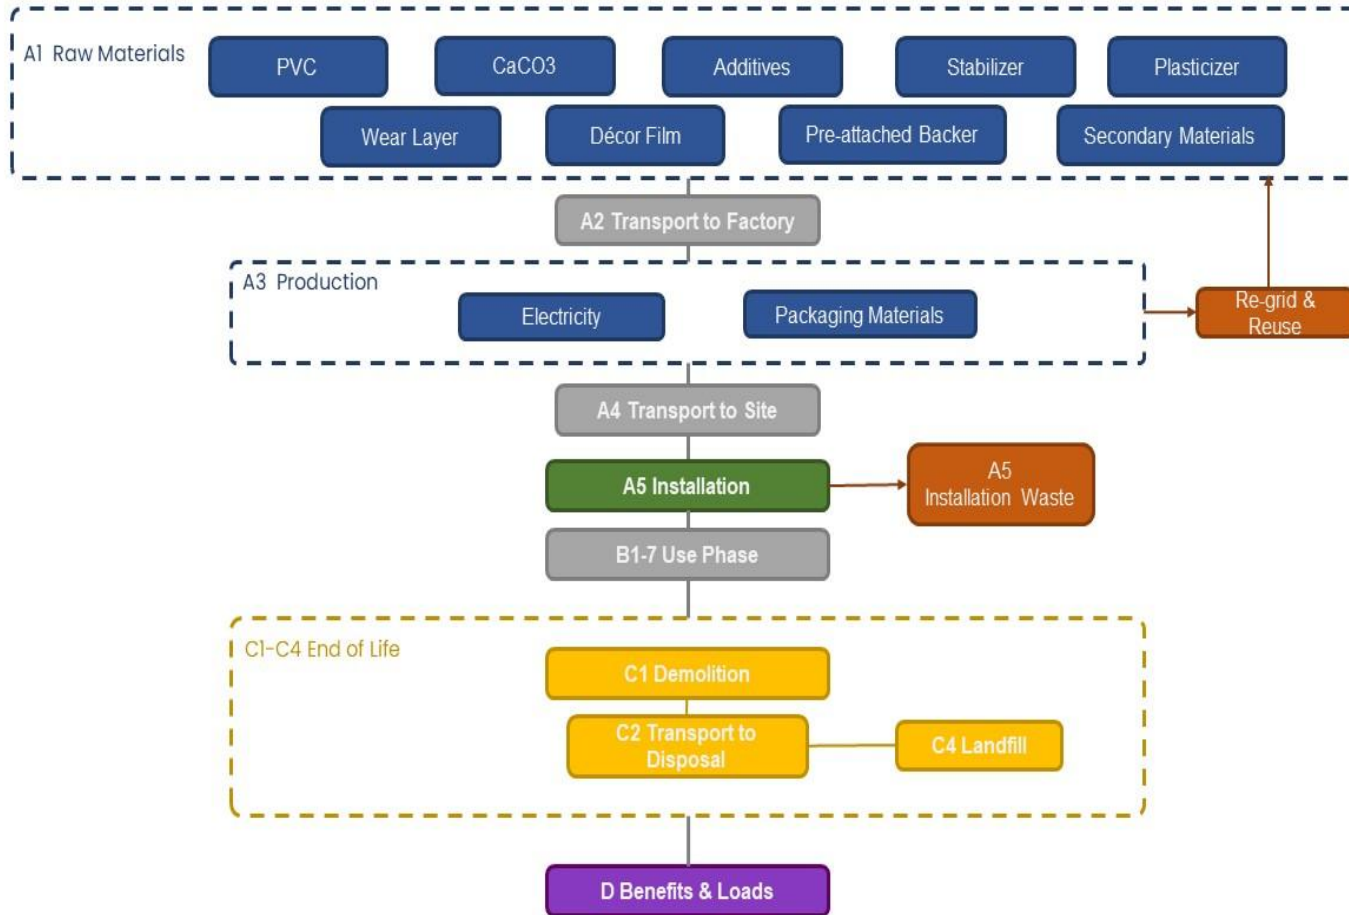 A1 Raw Materials
PVC
CaCO3
Additives
Stabilizer
Plasticizer
Wear Layer
Décor Film
Pre-attached Backer
Secondary Materials
A2 Transport to Factory
A3 Production
Electricity
Packaging Materials
Re-grid &
Reuse
A4 Transport to Site
A5 Installation
A5
Installation Waste
B1-7 Use Phase
C1-C4 End of Life
C1 Demolition
C2 Transport to
Disposal
C4 Landfill
D Benefits & Loads